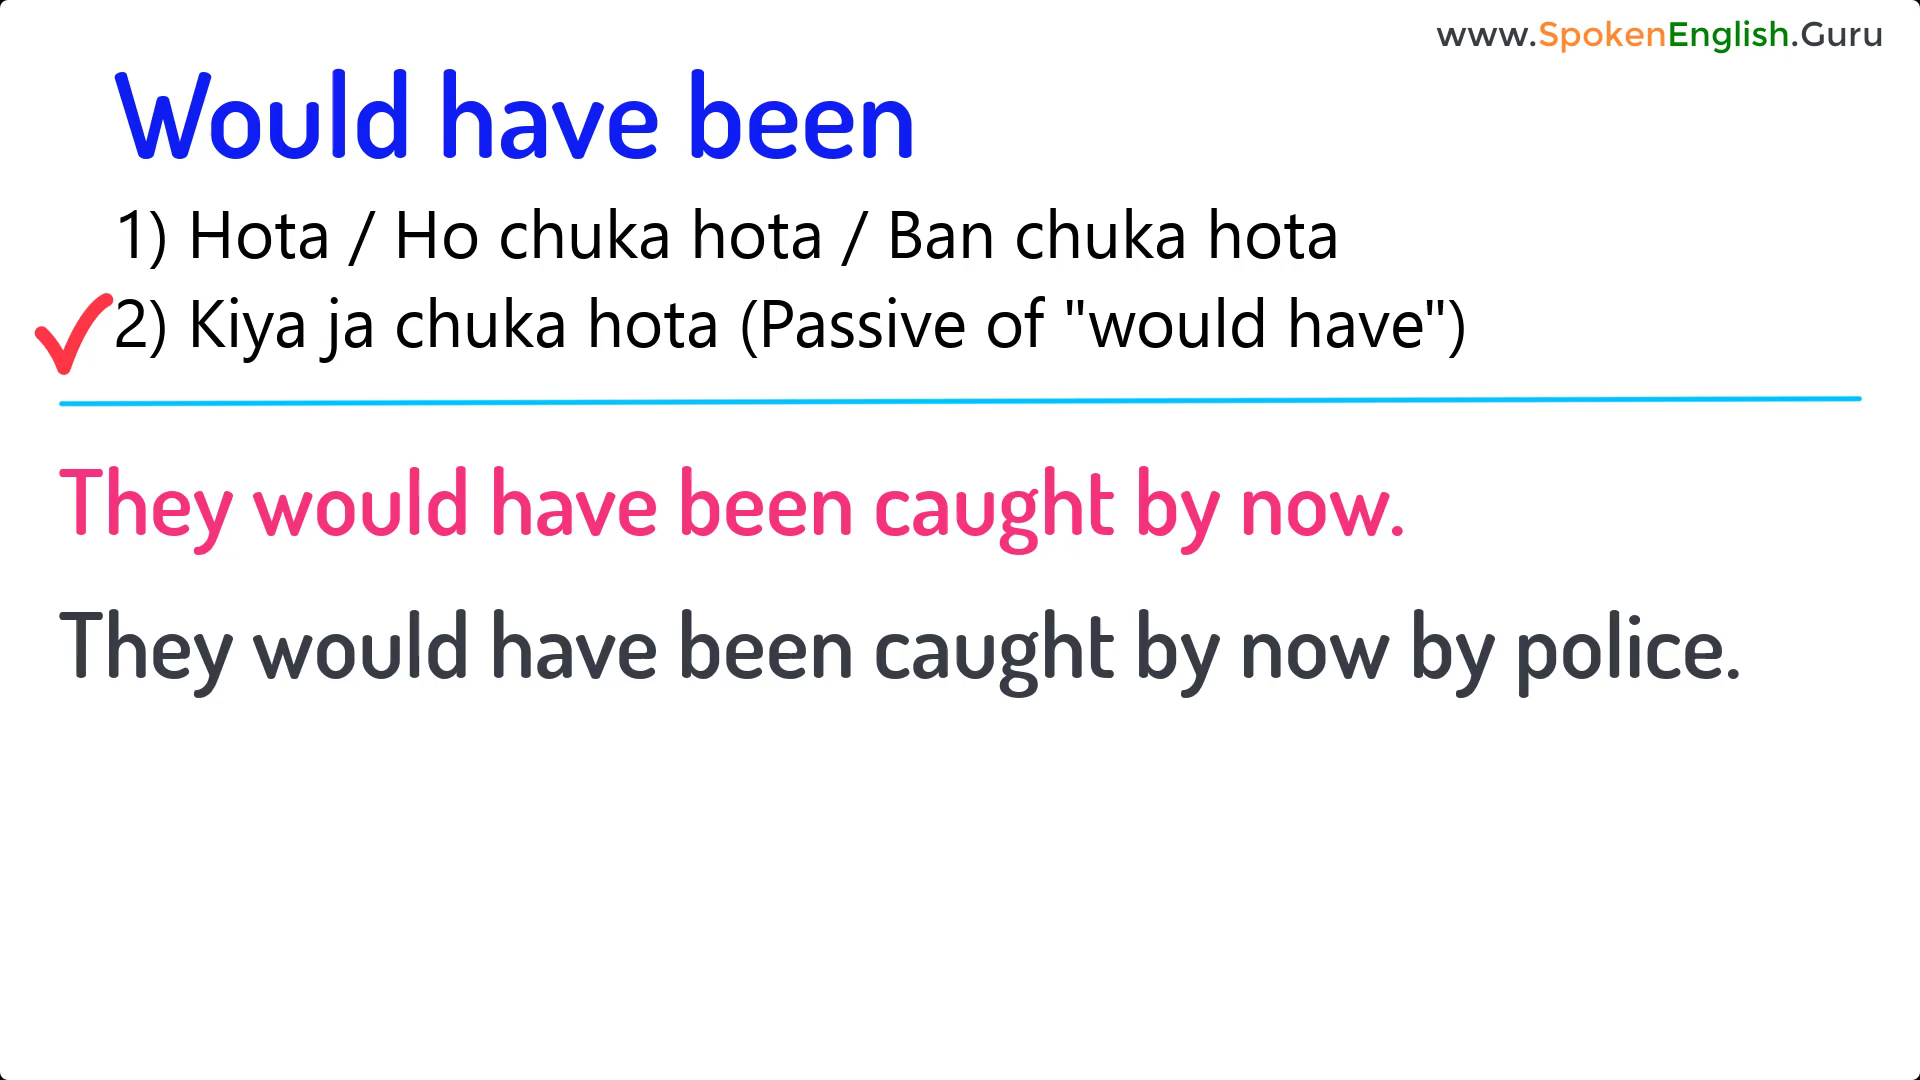 www.SpokenEnglish.Guru
Would have been
1) Hota / Ho chuka hota / Ban chuka hota
2) Kiya ja chuka hota (Passive of "would have")
They would have been caught by now.
They would have been caught by now by police.